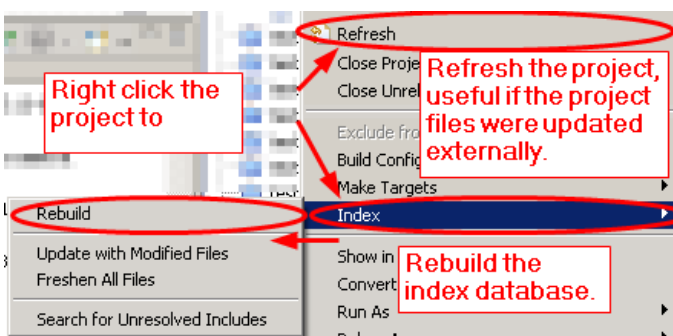 Refresh
Close Proje
Close Unrel
Refresh the project,
useful if the project
files were updated
externally.
Right click the
project to
Exclude fro
Build Config
Make Targets
Index
Rebuild
Update with Modified Files
Freshen All Files
Search for Unresolved Includes
Show in
Convert
Run As
Rebuild the
index database.